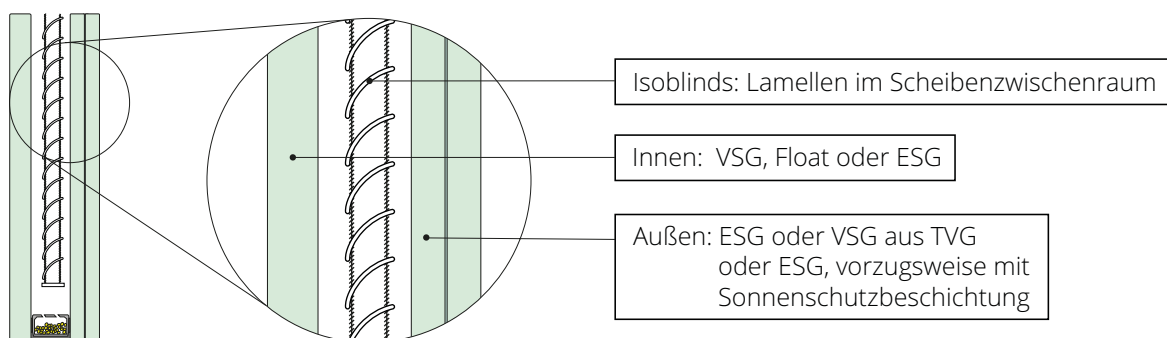 Isoblinds: Lamellen im Scheibenzwischenraum
Innen: VSG, Float oder ESG
Außen: ESG oder VSG aus TVG
oder ESG, vorzugsweise mit
Sonnenschutzbeschichtung